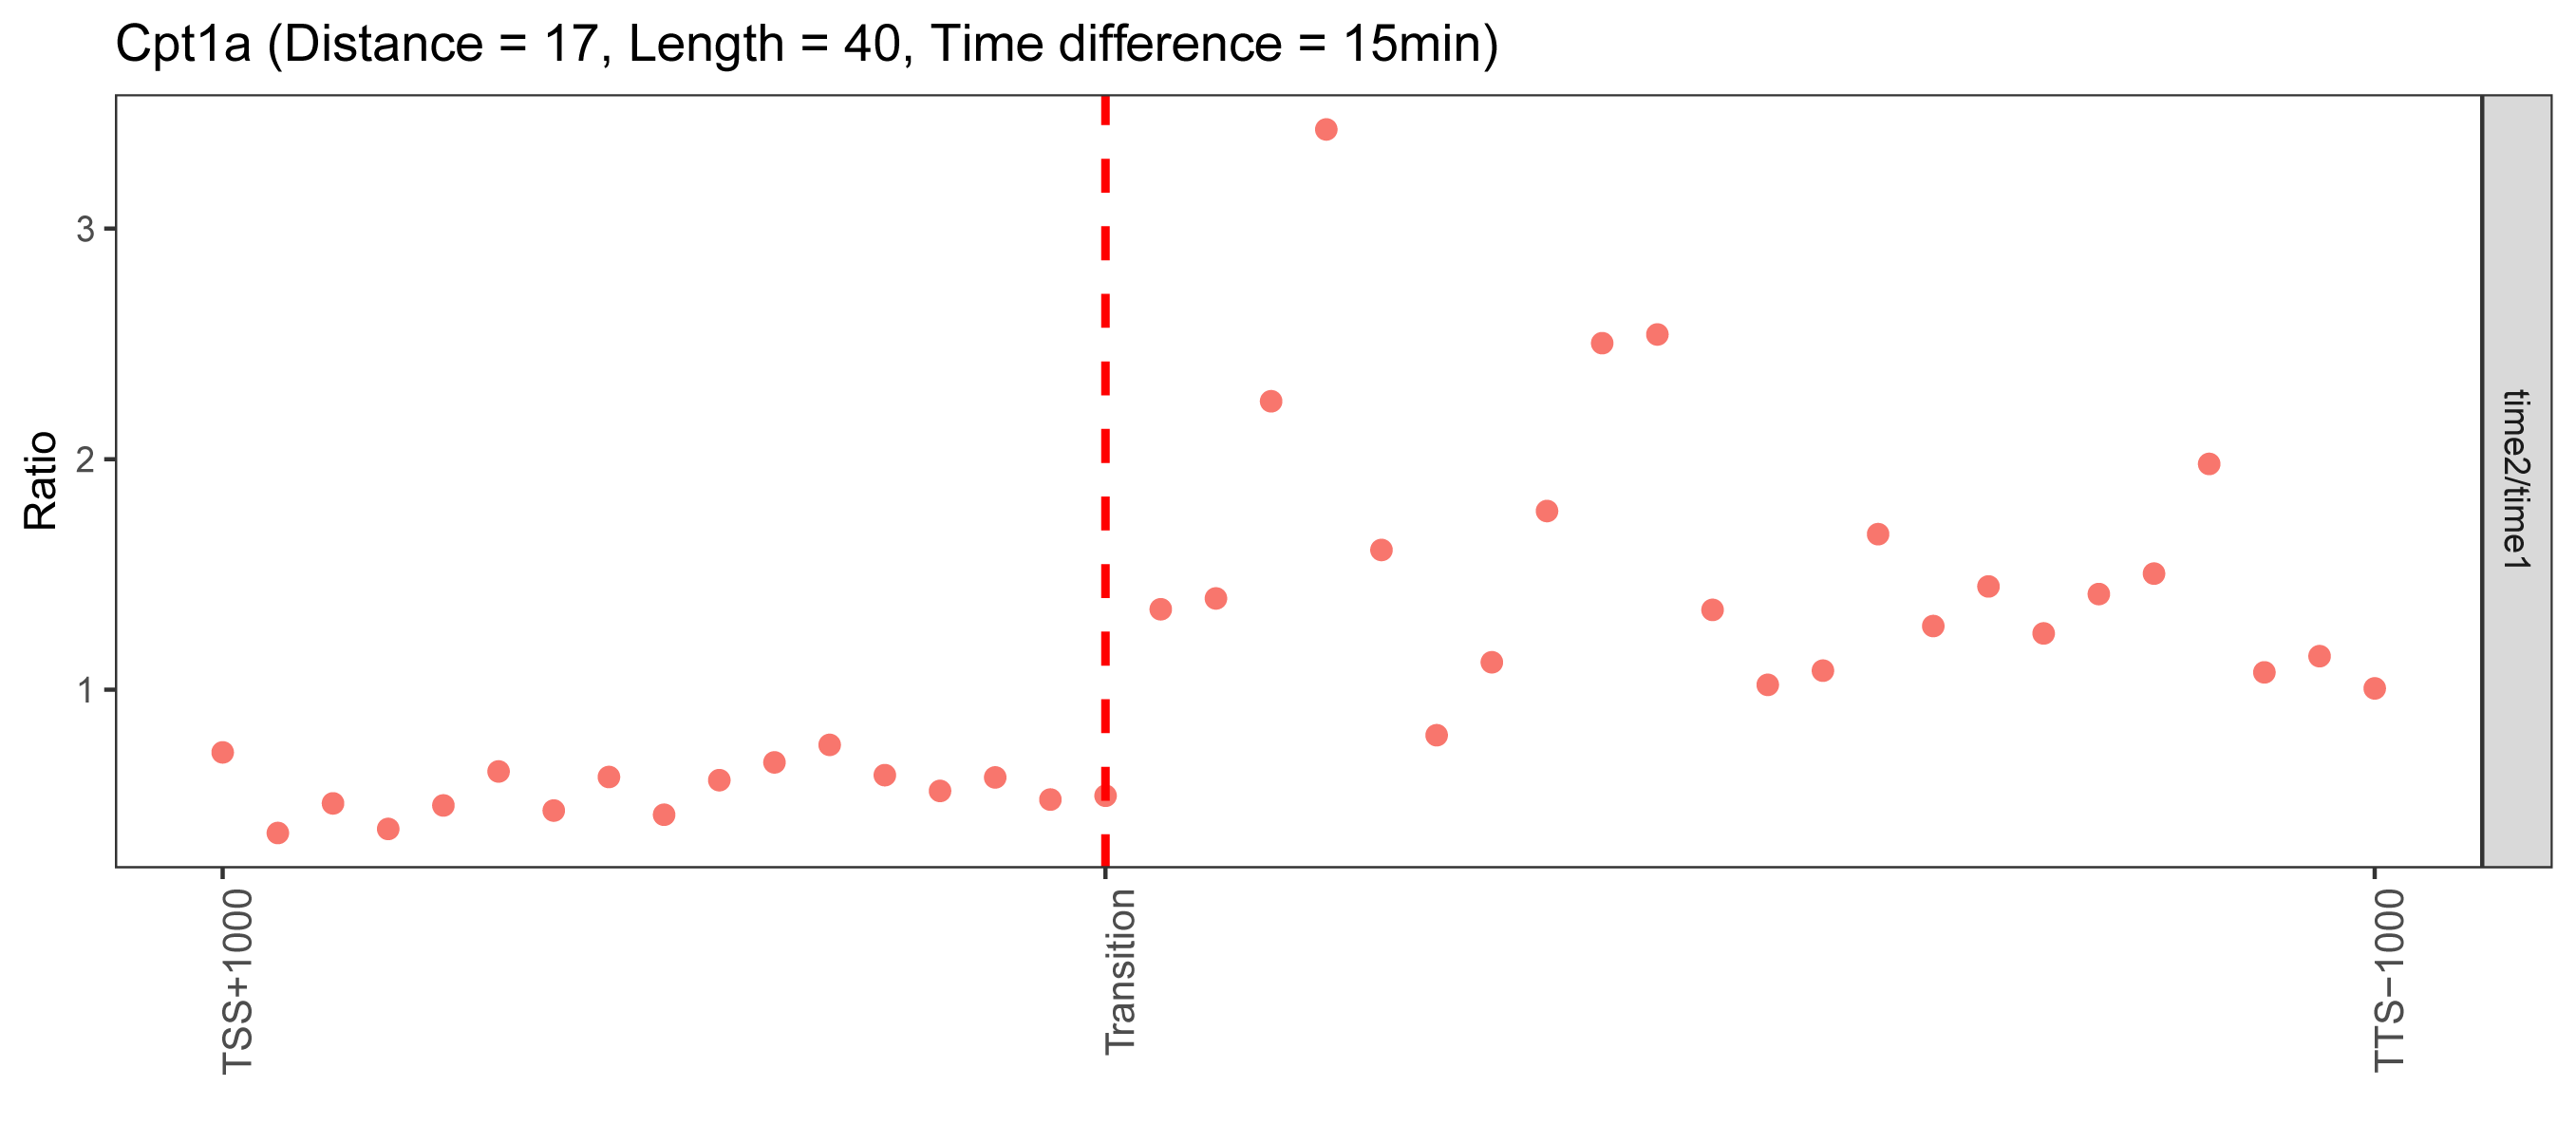 Cpt1a (Distance = 17, Length = 40, Time difference = 15min)
Ratio
3
2
1
time2/time1
TSS+1000
Transition
TTS−1000